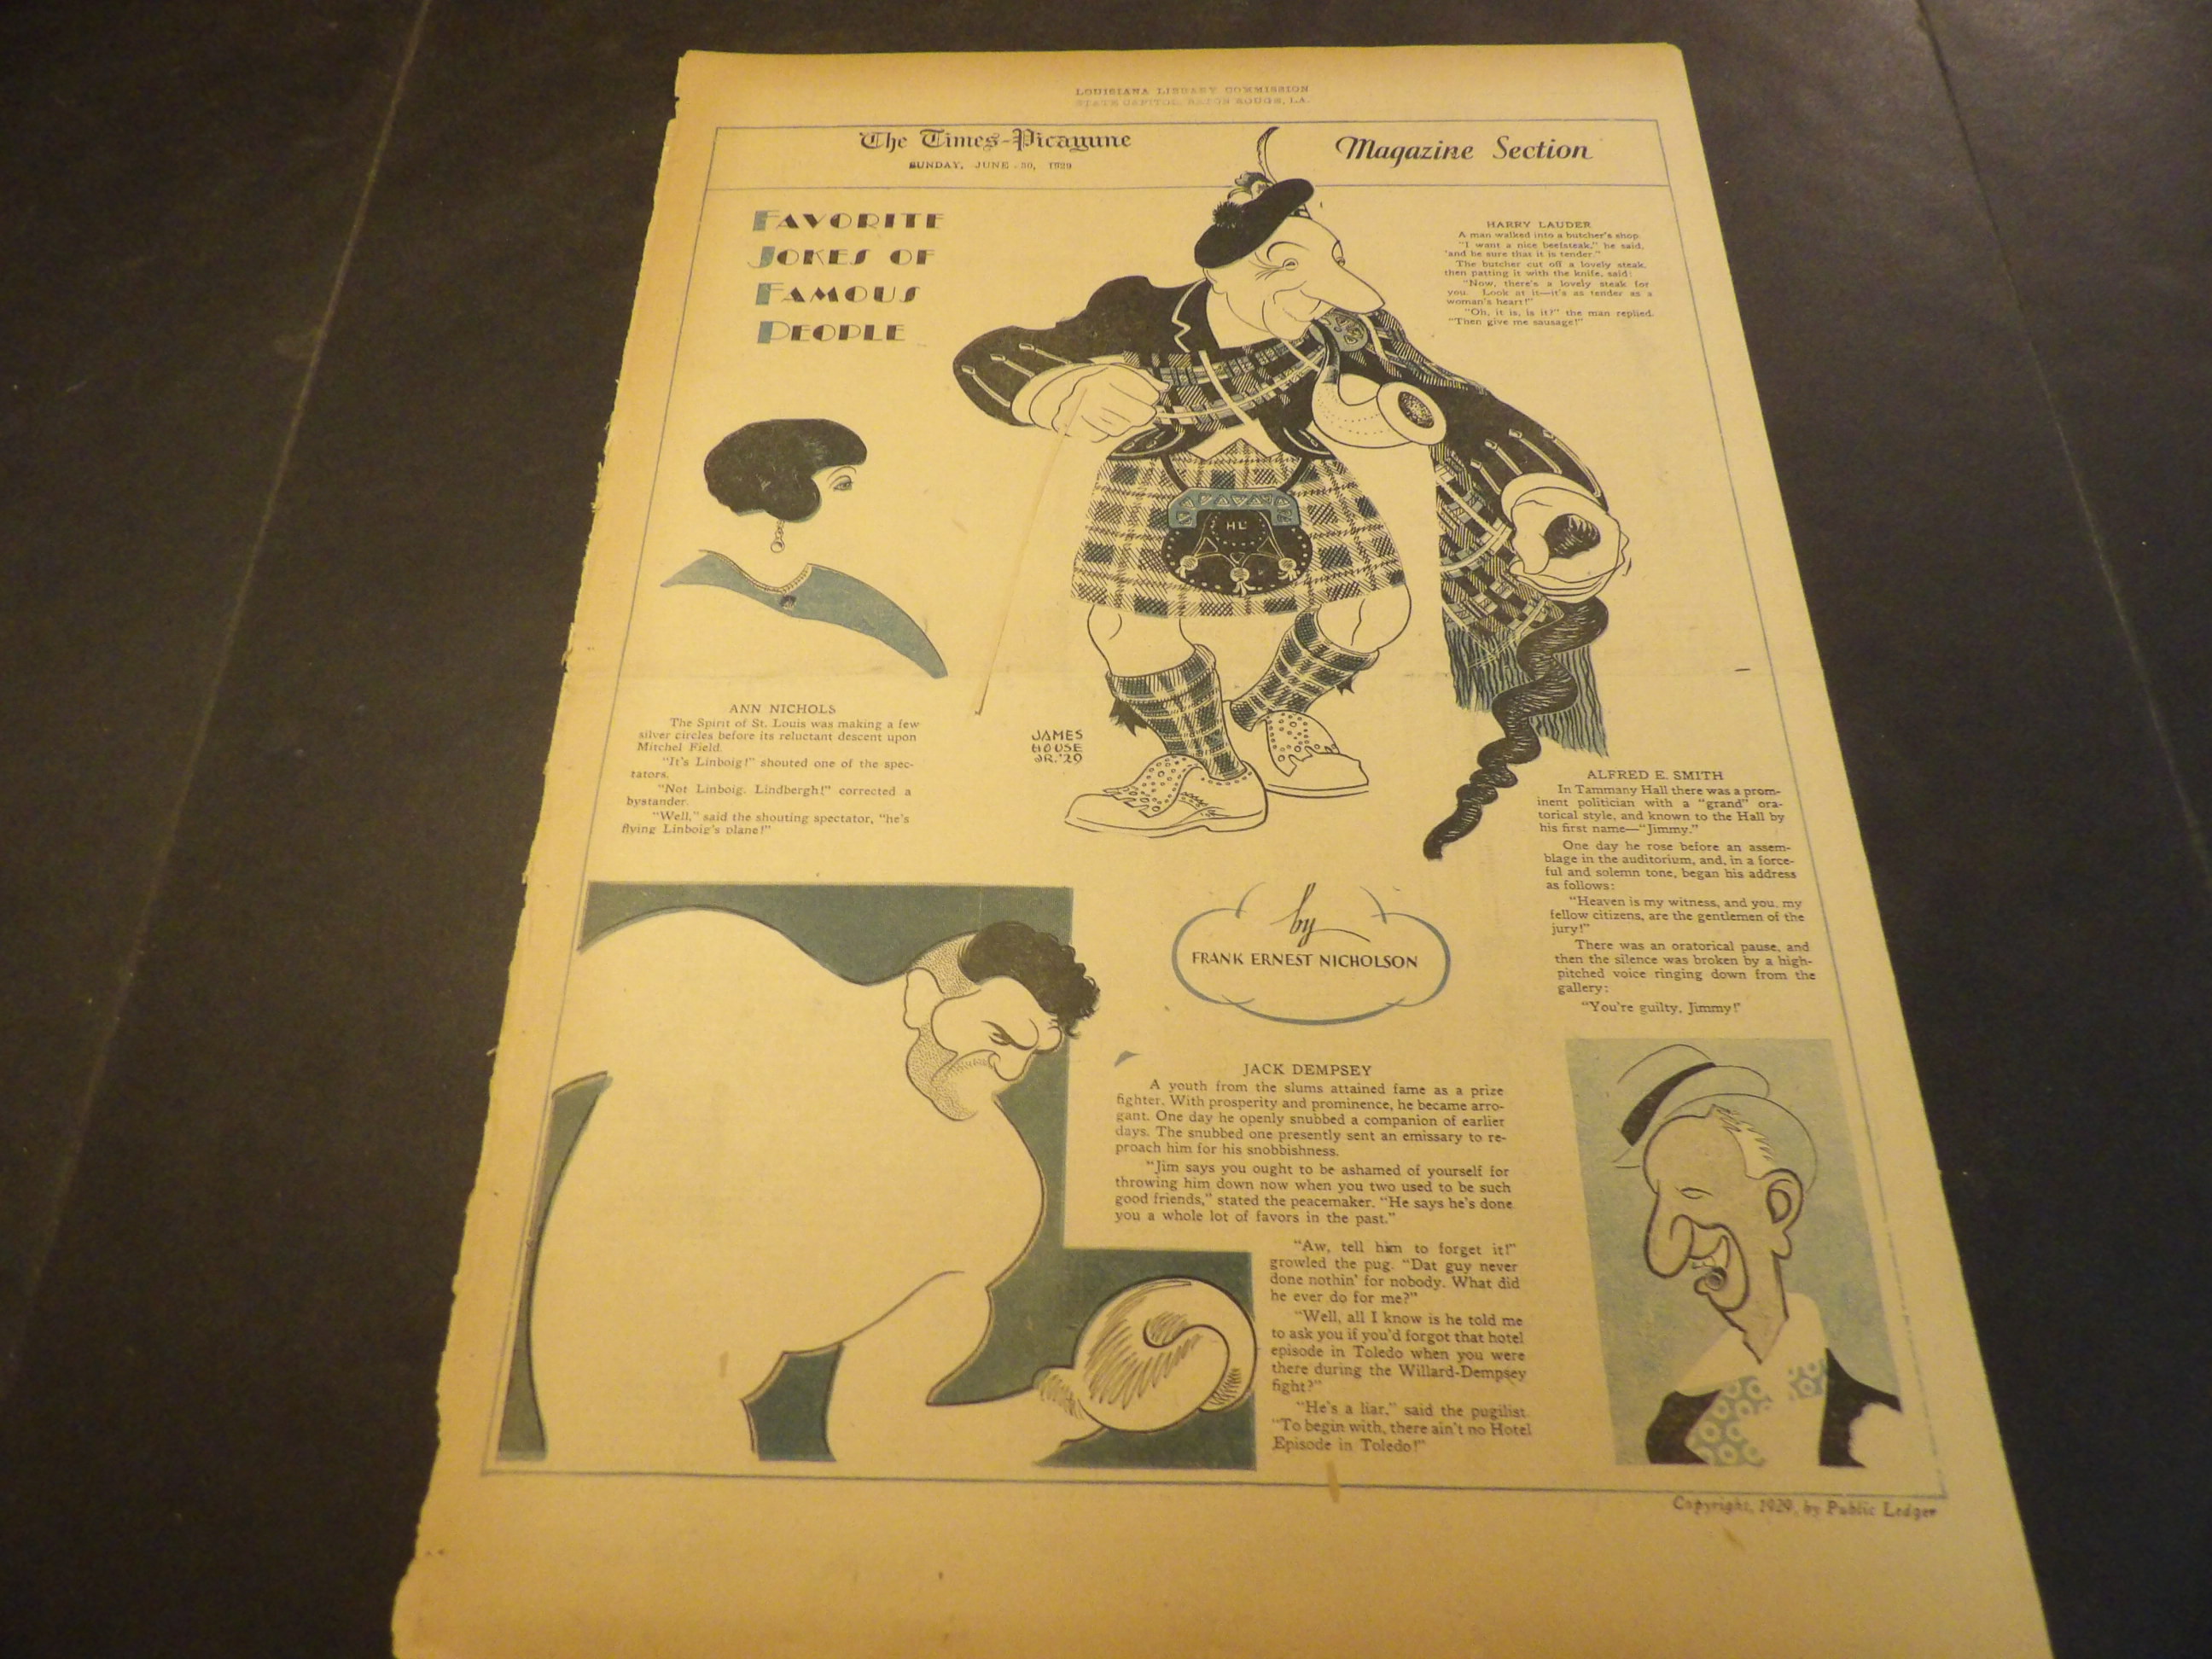 LOUISIANA LIBRARY COMMISSION
STATE CAPITOL, BATON ROUGE, LA.
The Times-Picayune
SUNDAY, JUNE 30, 1929
Magazine Section
FAVORITE
JOKES OF
FAMOUS
PEOPLE
HARRY LAUDER
A man walked into a butcher's shop.
"I want a nice beefsteak," he said,
"and be sure that it is tender."
The butcher cut off a lovely steak,
then patting it with the knife, said:
"Now, there's a lovely steak for
you. Look at it—it's as tender as a
woman's heart!"
"Oh, it is, is it?" the man replied.
"Then give me sausage!"
HL
ANN NICHOLS
The Spirit of St. Louis was making a few
silver circles before its reluctant descent upon
Mitchel Field.
"It's Linboig!" shouted one of the spec-
tators.
"Not Linboig. Lindbergh!" corrected a
bystander.
"Well," said the shouting spectator, "he's
flying Linboig's plane!"
JAMES
HOUSE
JR. '29
ALFRED E. SMITH
In Tammany Hall there was a prom-
inent politician with a "grand" ora-
torical style, and known to the Hall by
his first name—"Jimmy."
One day he rose before an assem-
blage in the auditorium, and, in a force-
ful and solemn tone, began his address
as follows:
"Heaven is my witness, and you, my
fellow citizens, are the gentlemen of the
jury!"
There was an oratorical pause, and
then the silence was broken by a high-
pitched voice ringing down from the
gallery:
"You're guilty, Jimmy!"
by
FRANK ERNEST NICHOLSON
JACK DEMPSEY
A youth from the slums attained fame as a prize
fighter. With prosperity and prominence, he became arro-
gant. One day he openly snubbed a companion of earlier
days. The snubbed one presently sent an emissary to re-
proach him for his snobbishness.
"Jim says you ought to be ashamed of yourself for
throwing him down now when you two used to be such
good friends," stated the peacemaker. "He says he's done
you a whole lot of favors in the past."
"Aw, tell him to forget it!"
growled the pug. "Dat guy never
done nothin' for nobody. What did
he ever do for me?"
"Well, all I know is he told me
to ask you if you'd forgot that hotel
episode in Toledo when you were
there during the Willard-Dempsey
fight?"
"He's a liar," said the pugilist.
"To begin with, there ain't no Hotel
Episode in Toledo!"
Copyright, 1929, by Public Ledger